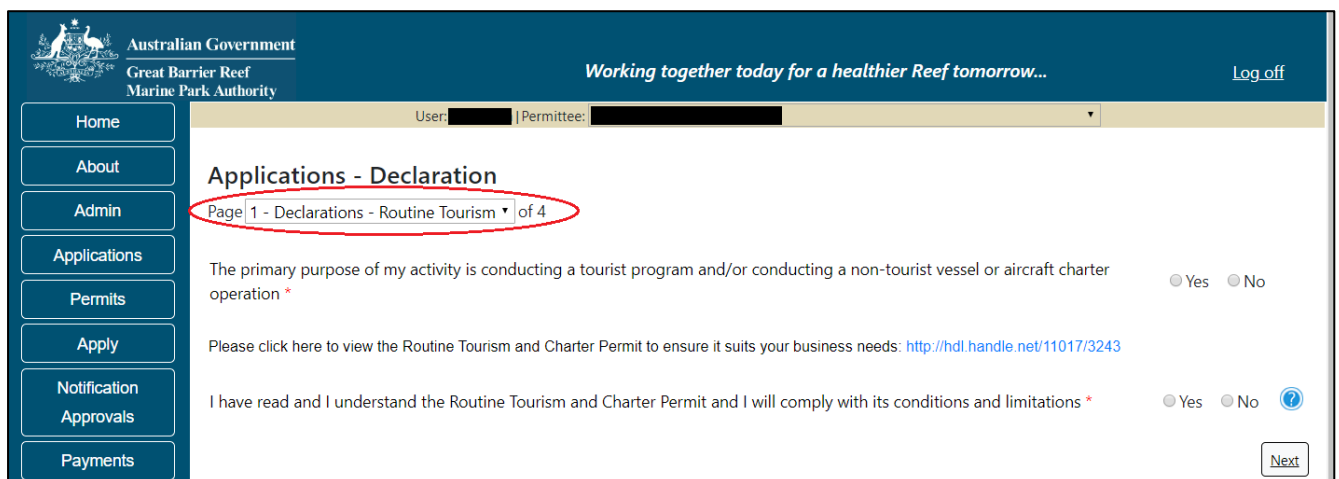 Australian Government
Great Barrier Reef
Marine Park Authority
Working together today for a healthier Reef tomorrow...
Log off
User: | Permittee:
Home
About
Admin
Applications
Permits
Apply
Notification
Approvals
Payments
Applications - Declaration
Page 1 - Declarations - Routine Tourism of 4
The primary purpose of my activity is conducting a tourist program and/or conducting a non-tourist vessel or aircraft charter
operation *
Yes No
Please click here to view the Routine Tourism and Charter Permit to ensure it suits your business needs: http://hdl.handle.net/11017/3243
I have read and I understand the Routine Tourism and Charter Permit and I will comply with its conditions and limitations * Yes No ?
Next